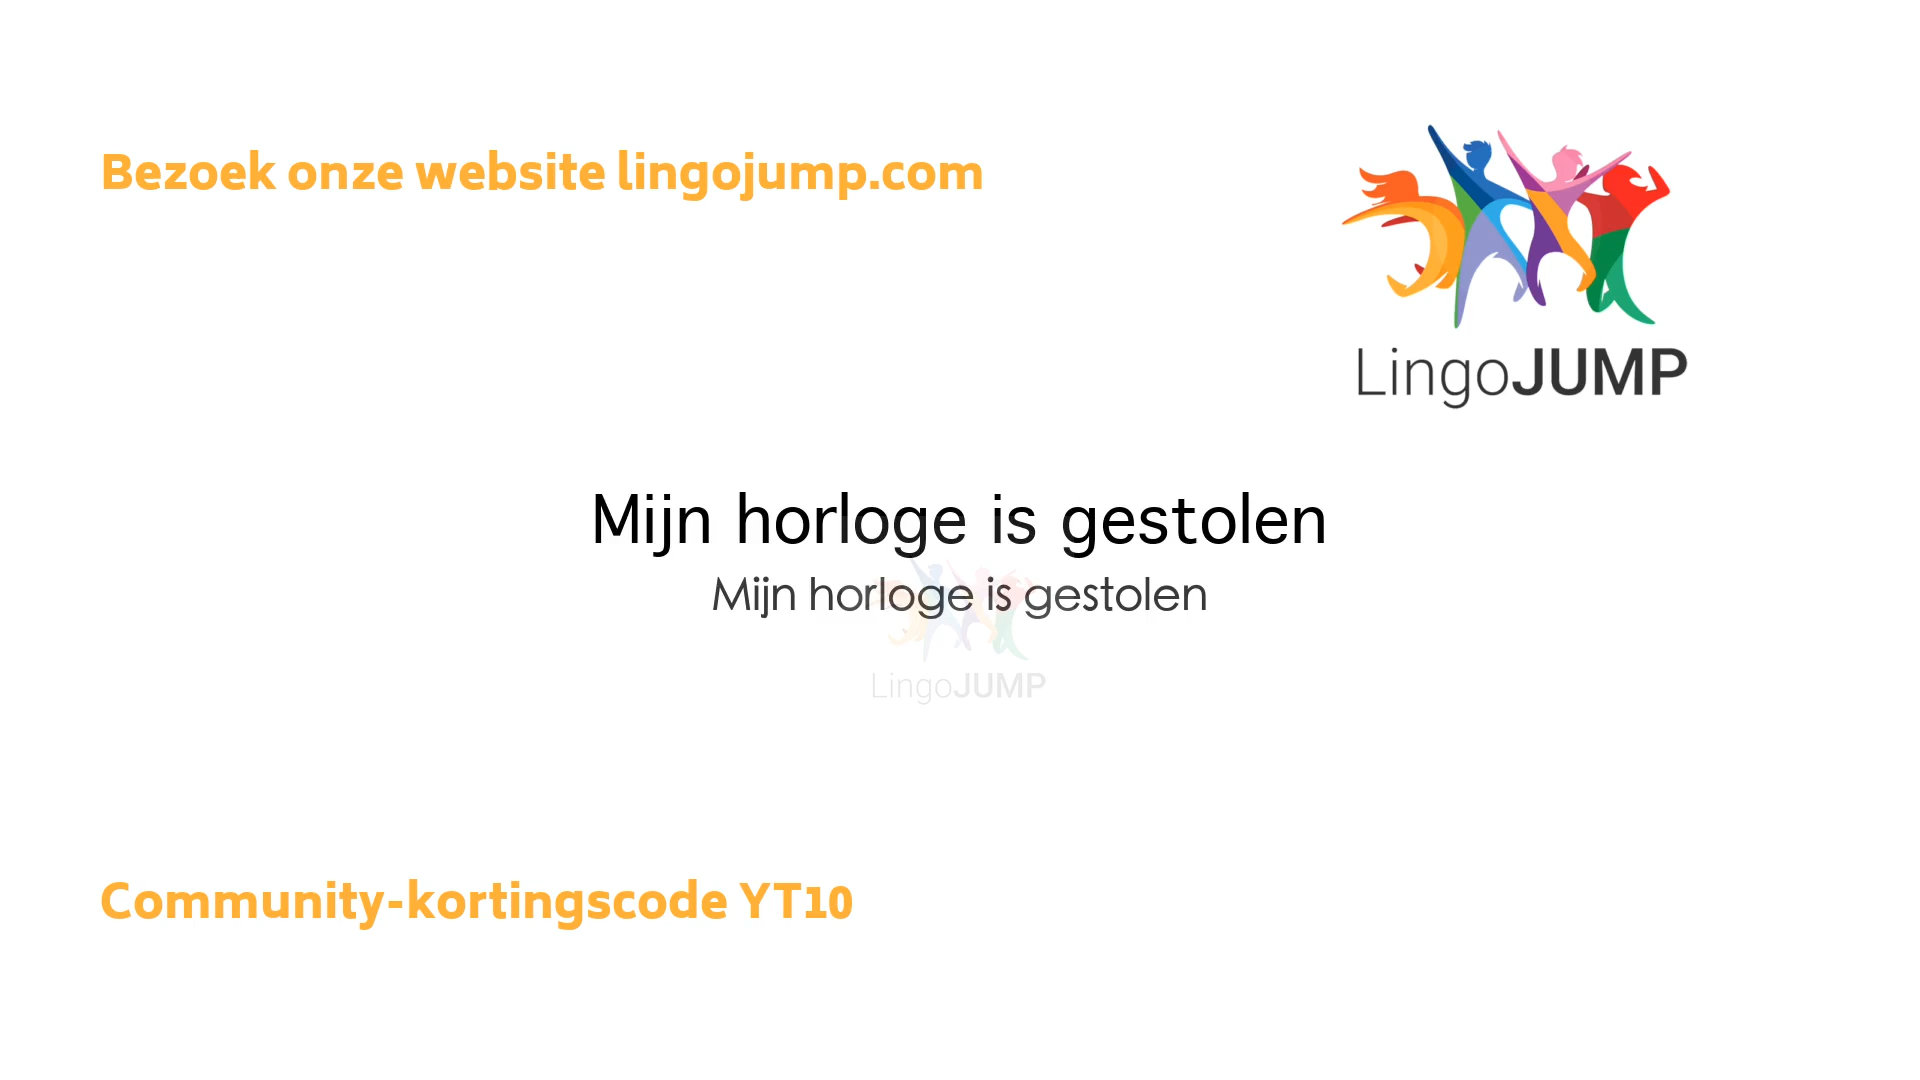 Bezoek onze website lingojump.com
LingoJUMP
Mijn horloge is gestolen
Mijn horloge is gestolen
LingoJUMP
Community-kortingscode YT10